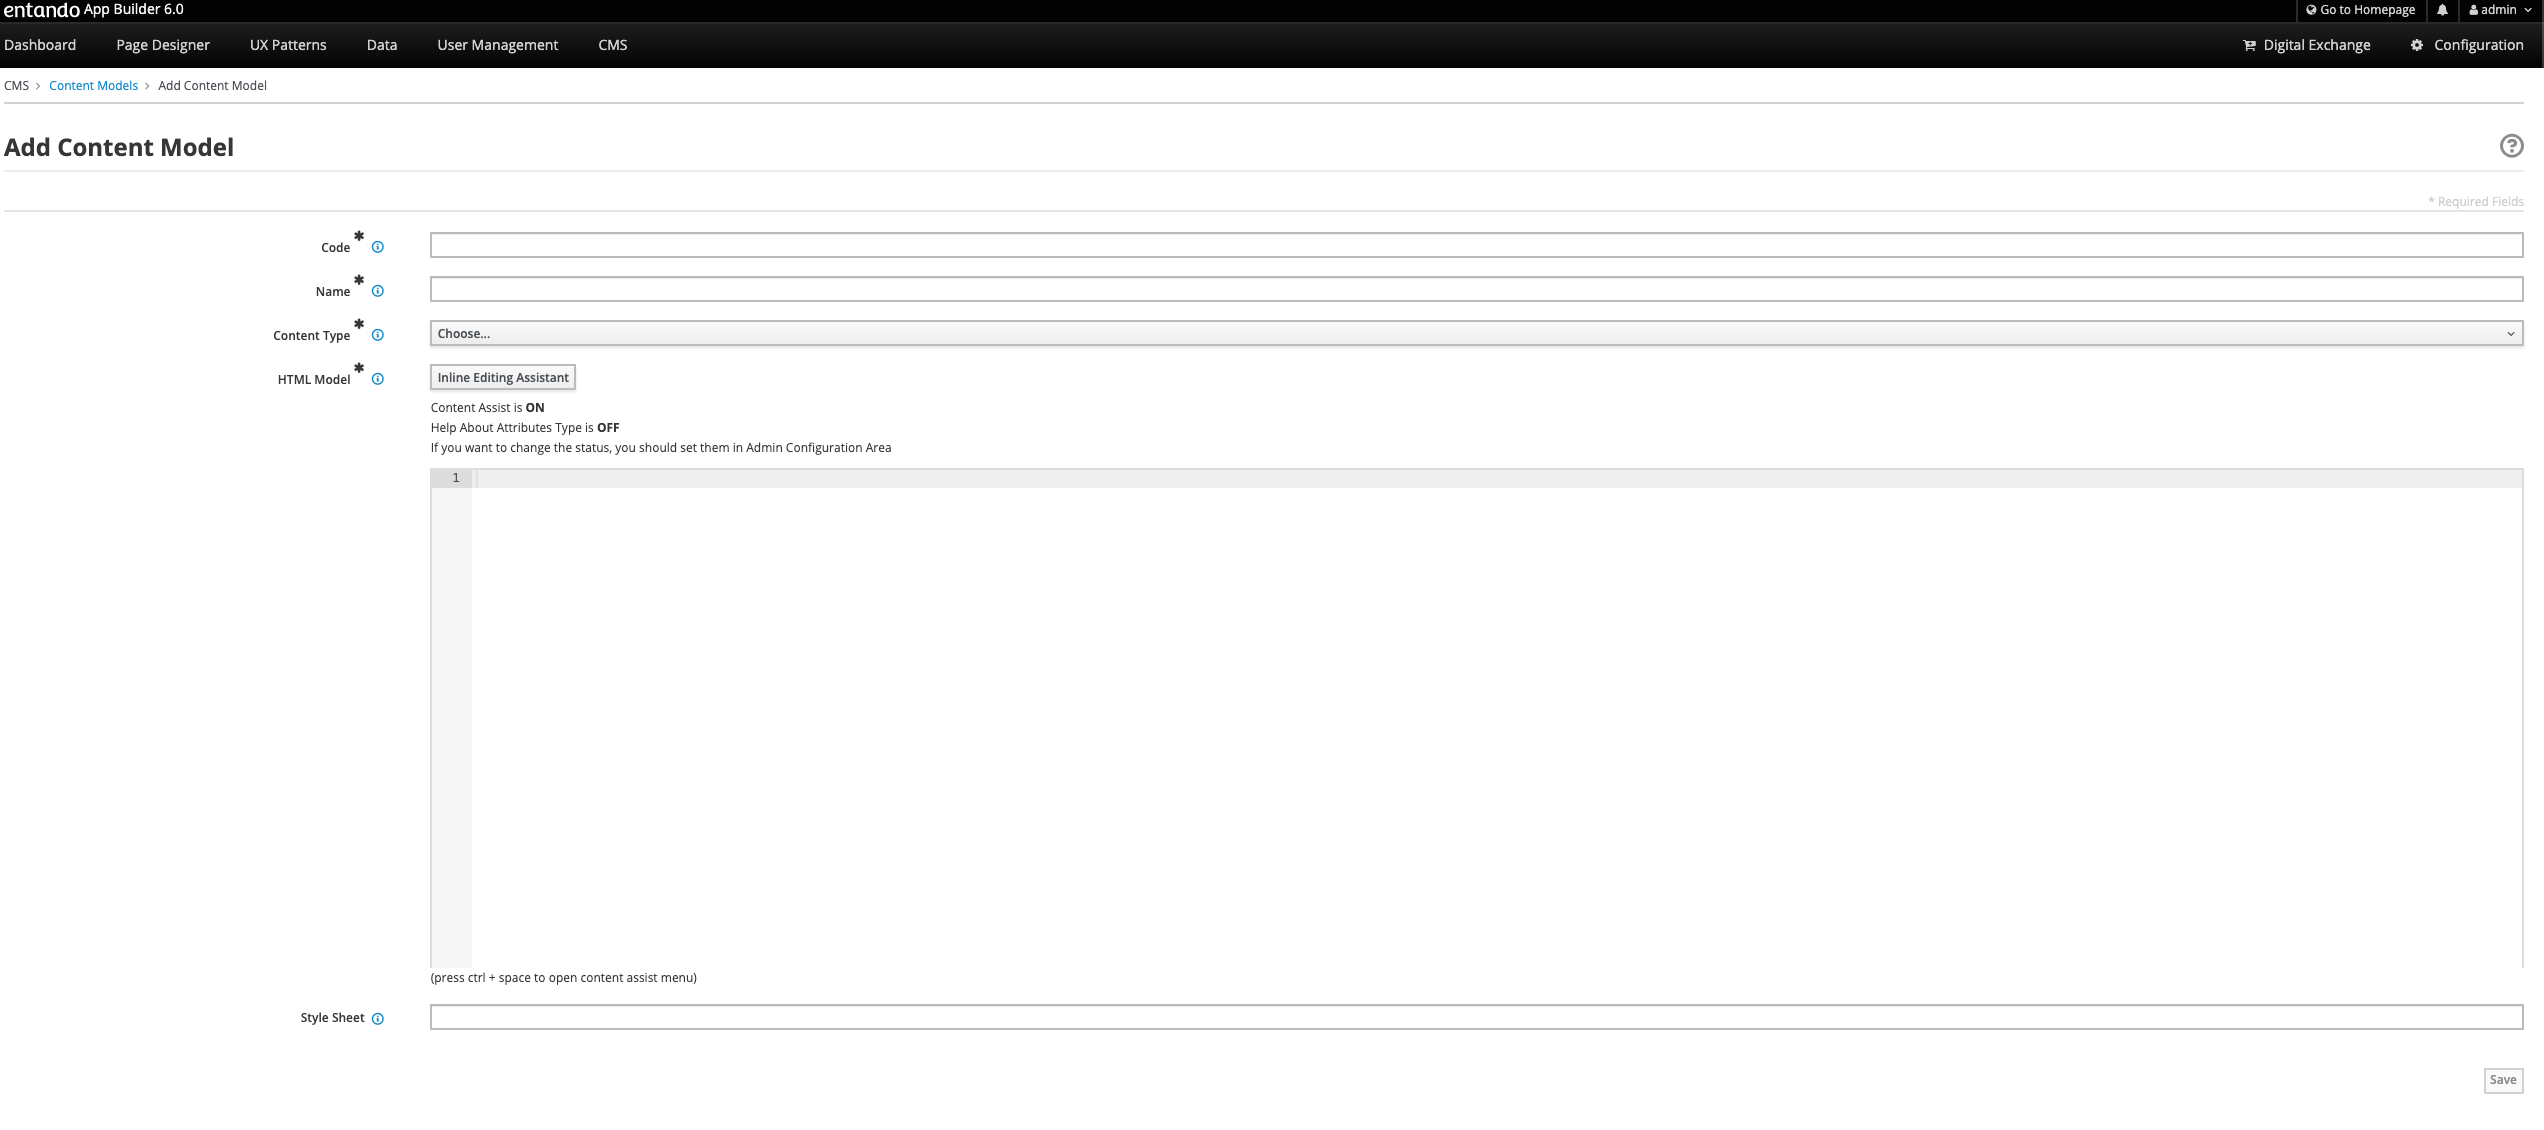 entando App Builder 6.0
Go to Homepage
admin
Dashboard Page Designer UX Patterns Data User Management CMS
Digital Exchange Configuration
CMS > Content Models > Add Content Model
Add Content Model
* Required Fields
Code *
Name *
Content Type *
Choose...
HTML Model *
Inline Editing Assistant
Content Assist is ON
Help About Attributes Type is OFF
If you want to change the status, you should set them in Admin Configuration Area
1
(press ctrl + space to open content assist menu)
Style Sheet
Save